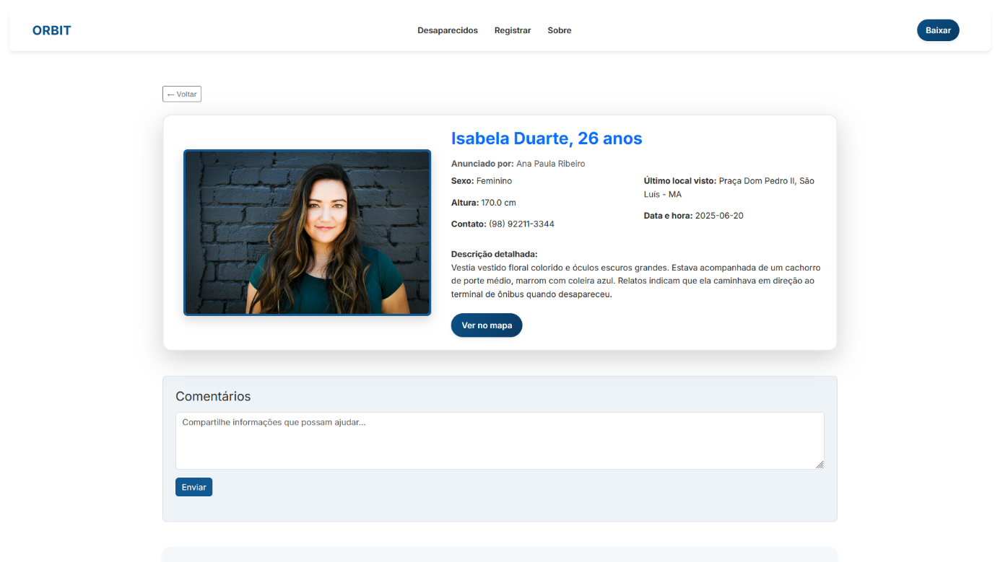 ORBIT
Desaparecidos
Registrar
Sobre
Baixar
← Voltar
Isabela Duarte, 26 anos
Anunciado por: Ana Paula Ribeiro
Sexo: Feminino
Altura: 170.0 cm
Contato: (98) 92211-3344
Último local visto: Praça Dom Pedro II, São
Luís - MA
Data e hora: 2025-06-20
Descrição detalhada:
Vestia vestido floral colorido e óculos escuros grandes. Estava acompanhada de um cachorro
de porte médio, marrom com coleira azul. Relatos indicam que ela caminhava em direção ao
terminal de ônibus quando desapareceu.
Ver no mapa
Comentários
Compartilhe informações que possam ajudar...
Enviar